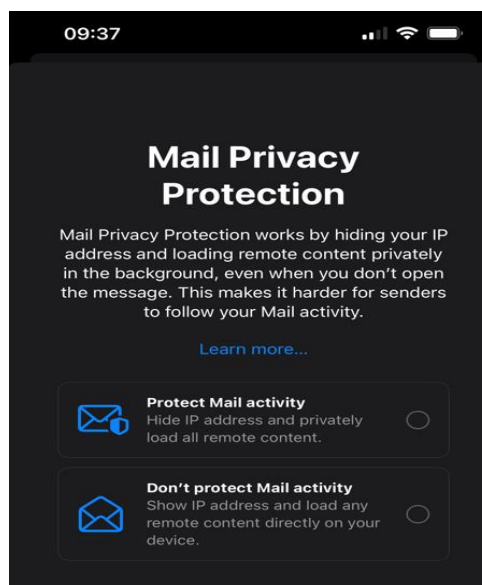 09:37
Mail Privacy
Protection
Mail Privacy Protection works by hiding your IP
address and loading remote content privately
in the background, even when you don’t open
the message. This makes it harder for senders
to follow your Mail activity.
Learn more...
Protect Mail activity
Hide IP address and privately
load all remote content.
Don’t protect Mail activity
Show IP address and load any
remote content directly on your
device.